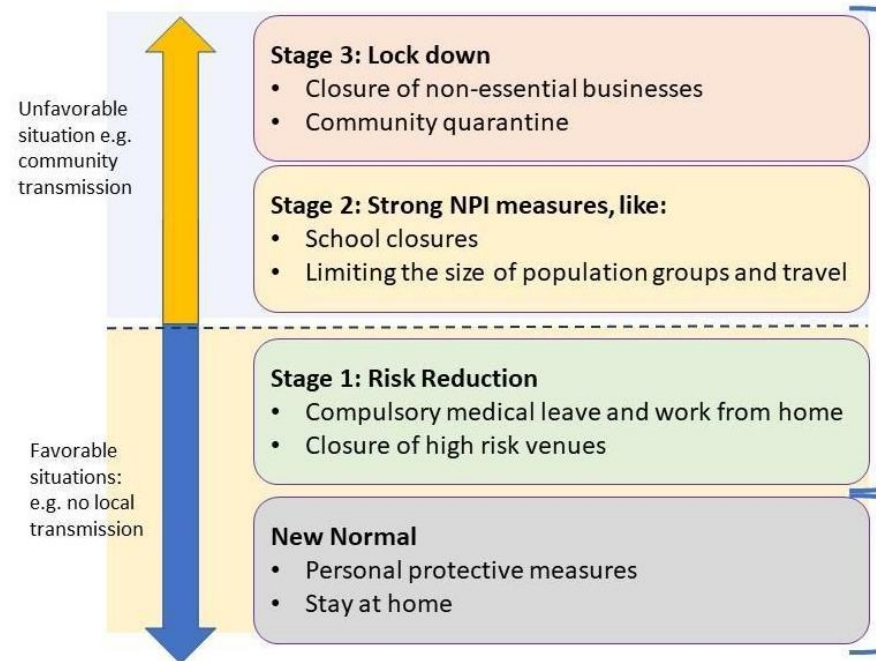 Stage 3: Lock down
• Closure of non-essential businesses
• Community quarantine
Unfavorable
situation e.g.
community
transmission
Stage 2: Strong NPI measures, like:
• School closures
• Limiting the size of population groups and travel
Stage 1: Risk Reduction
• Compulsory medical leave and work from home
• Closure of high risk venues
Favorable
situations:
e.g. no local
transmission
New Normal
• Personal protective measures
• Stay at home